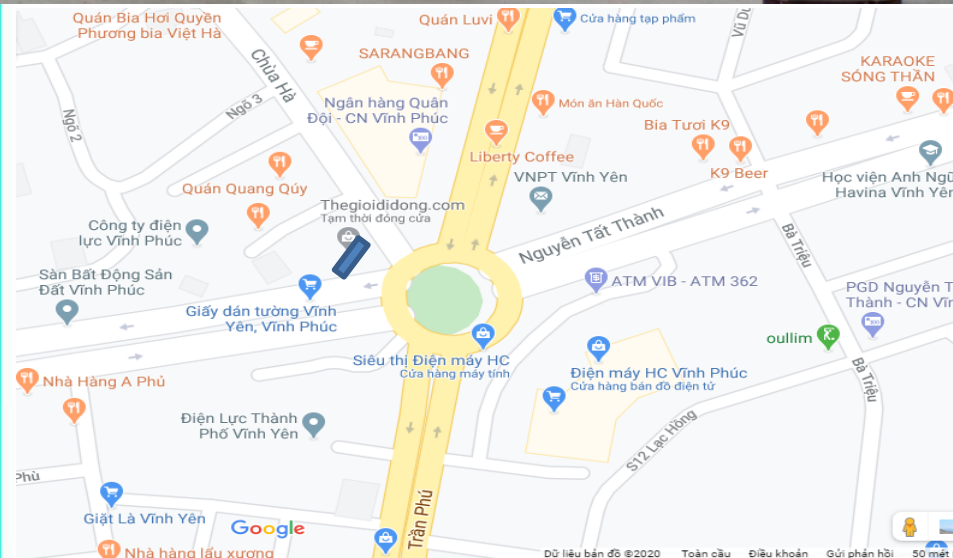 Quán Bia Hơi Quyền
Phương bia Việt Hà
Quán Luvi
Cửa hàng tạp phẩm
Chùa Hà
SARANGBANG
KARAOKE
SÓNG THẦN
Ngõ 3
Ngân hàng Quân
Đội - CN Vĩnh Phúc
Món ăn Hàn Quốc
Ngõ 2
Bia Tươi K9
Liberty Coffee
K9 Beer
VNPT Vĩnh Yên
Học viện Anh Ngữ
Havina Vĩnh Yên
Quán Quang Qúy
Thegioididong.com
Tạm thời đóng cửa
Nguyễn Tất Thành
Công ty điện
lực Vĩnh Phúc
Bà Triệu
Sàn Bất Động Sản
Đất Vĩnh Phúc
ATM VIB - ATM 362
PGD Nguyễn T
Thành - CN Vĩn
Giấy dán tường Vĩnh
Yên, Vĩnh Phúc
oullim
Siêu thị Điện máy HC
Cửa hàng máy tính
Điện máy HC Vĩnh Phúc
Cửa hàng bán đồ điện tử
Nhà Hàng A Phủ
Bà Triệu
Điện Lực Thành
Phố Vĩnh Yên
S12 Lạc Hồng
Phù
Trần Phú
Giặt Là Vĩnh Yên
Google
Nhà hàng lẩu xương
Dữ liệu bản đồ ©2020 Toàn cầu Điều khoản Gửi phản hồi 50 mét